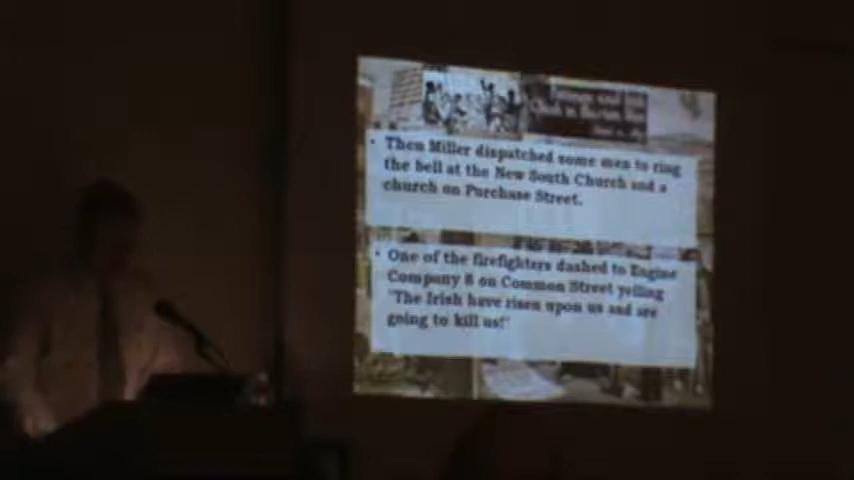 • Then Miller dispatched some men to ring
the bell at the New South Church and a
church on Purchase Street.
• One of the firefighters dashed to Engine
Company 8 on Common Street yelling
"The Irish have risen upon us and are
going to kill us!"